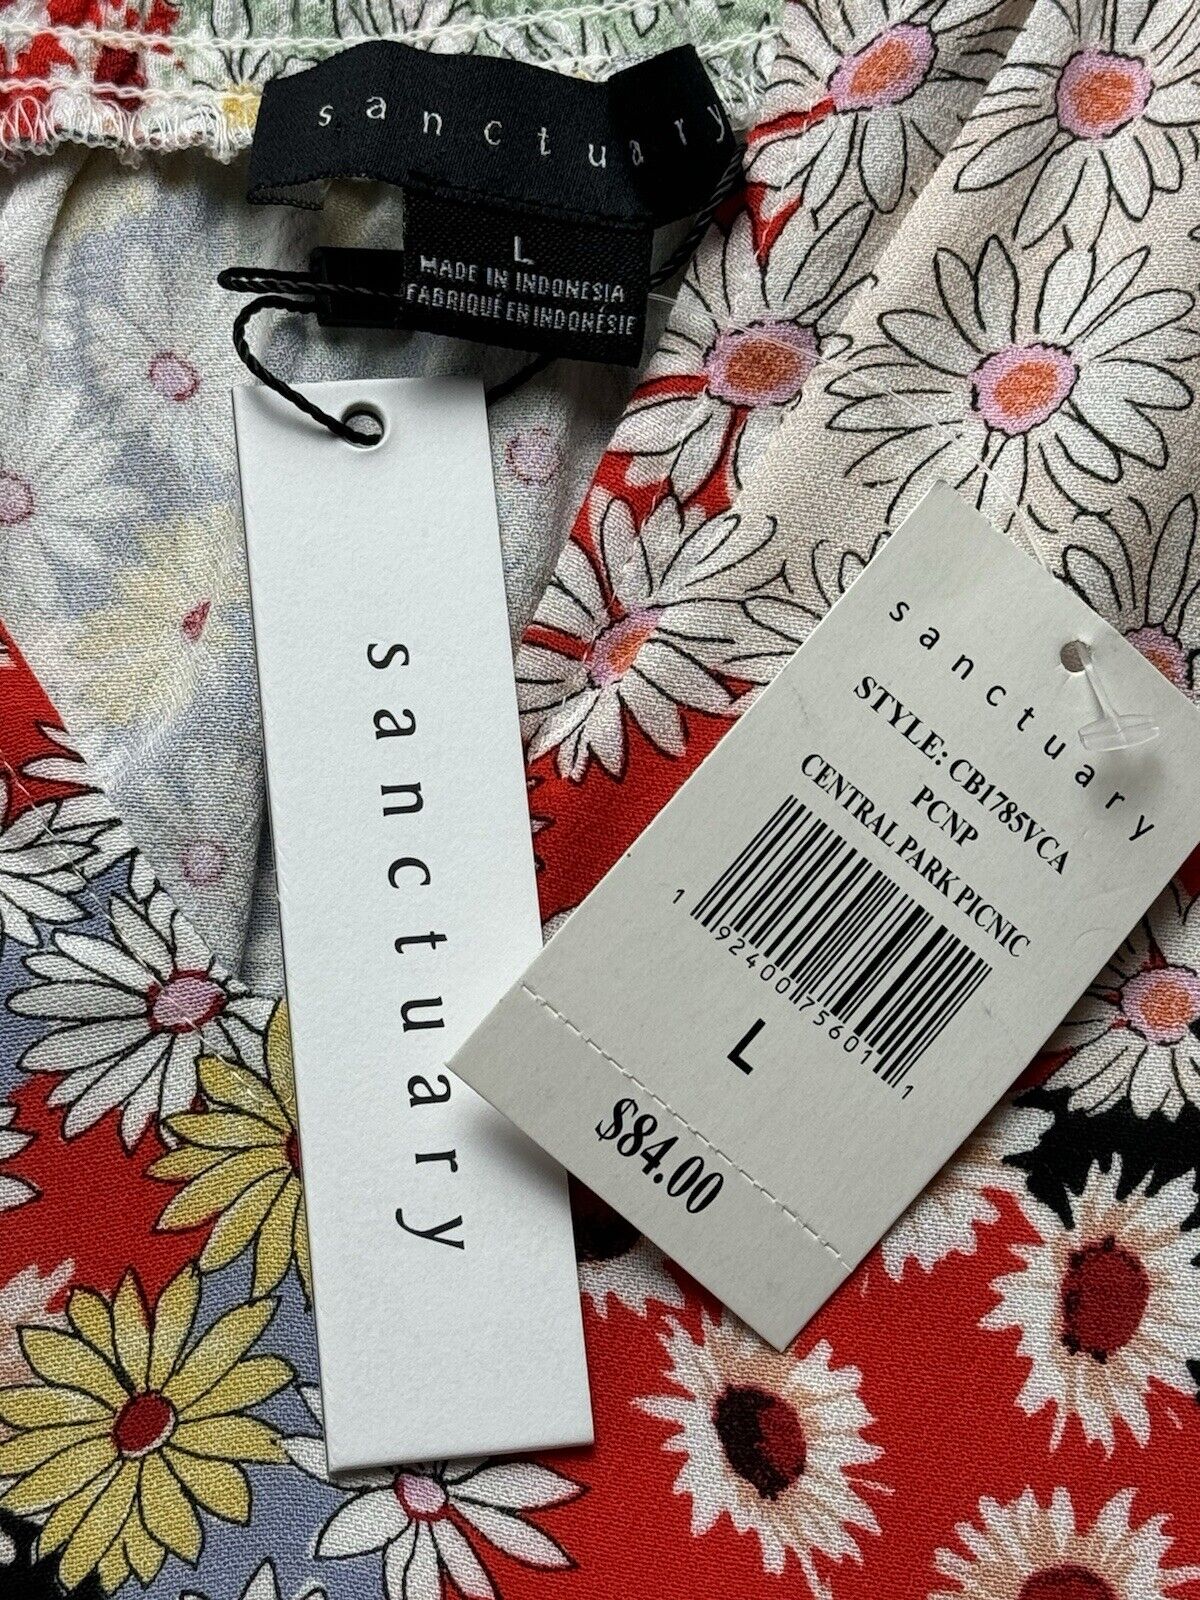 sanctuary
L
MADE IN INDONESIA
FABRIQUÉ EN INDONÉSIE
sanctuary
sanctuary
STYLE: CB1785VCA
PCNP
CENTRAL PARK PICNIC
1 92400 75601 1
L
$84.00